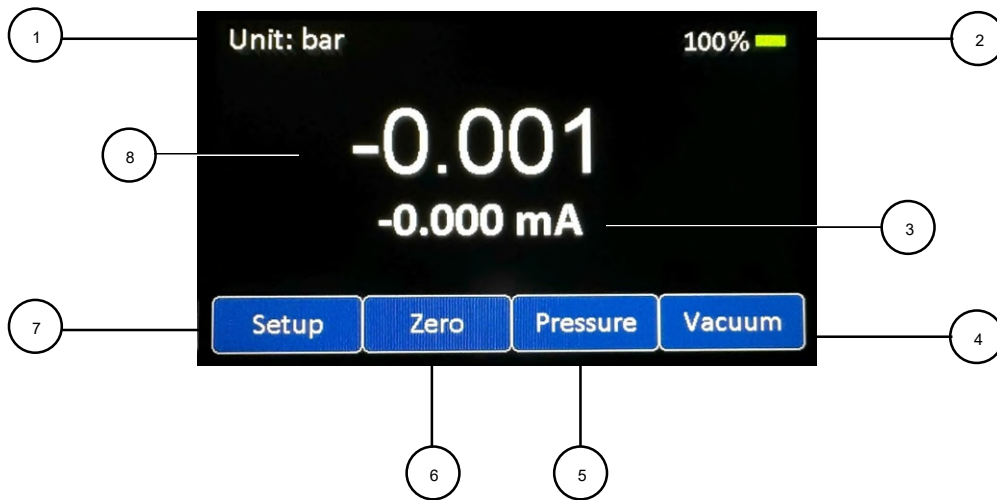 1
Unit: bar
100%
2
8
-0.001
-0.000 mA
3
7
Setup
Zero
Pressure
Vacuum
4
6
5